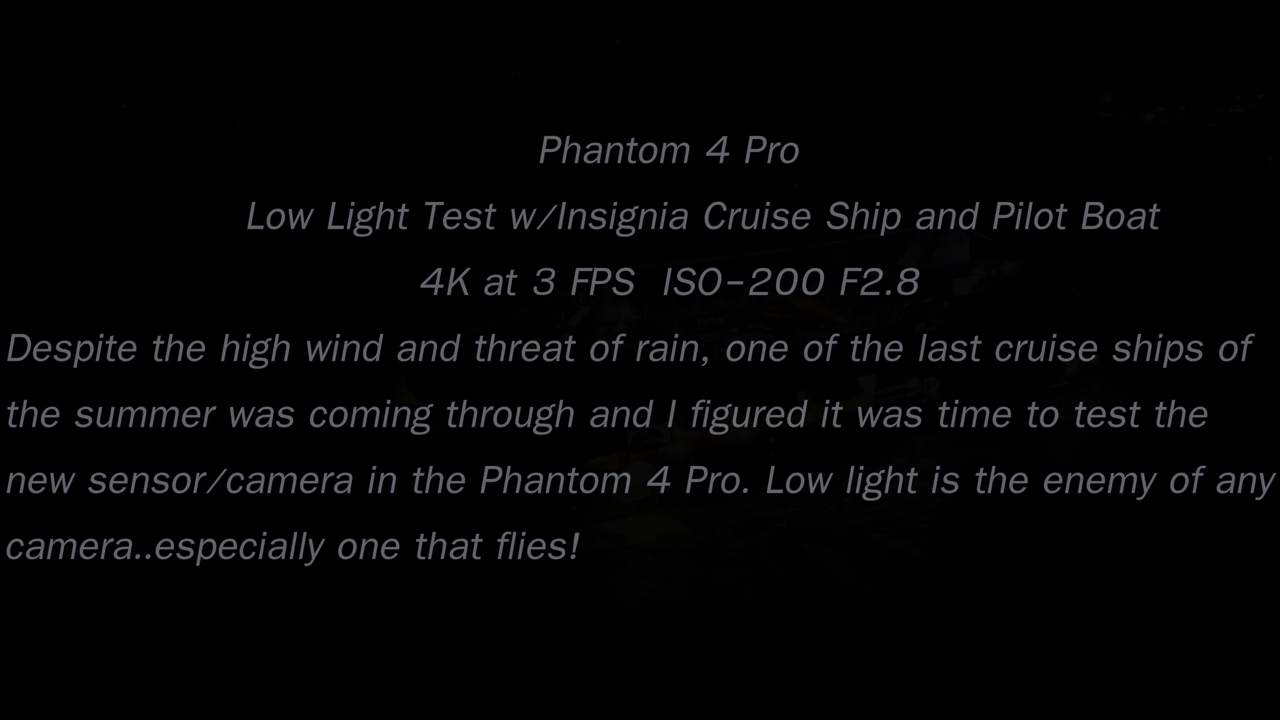 Phantom 4 Pro
Low Light Test w/Insignia Cruise Ship and Pilot Boat
4K at 3 FPS  ISO-200 F2.8
Despite the high wind and threat of rain, one of the last cruise ships of
the summer was coming through and I figured it was time to test the
new sensor/camera in the Phantom 4 Pro. Low light is the enemy of any
camera..especially one that flies!